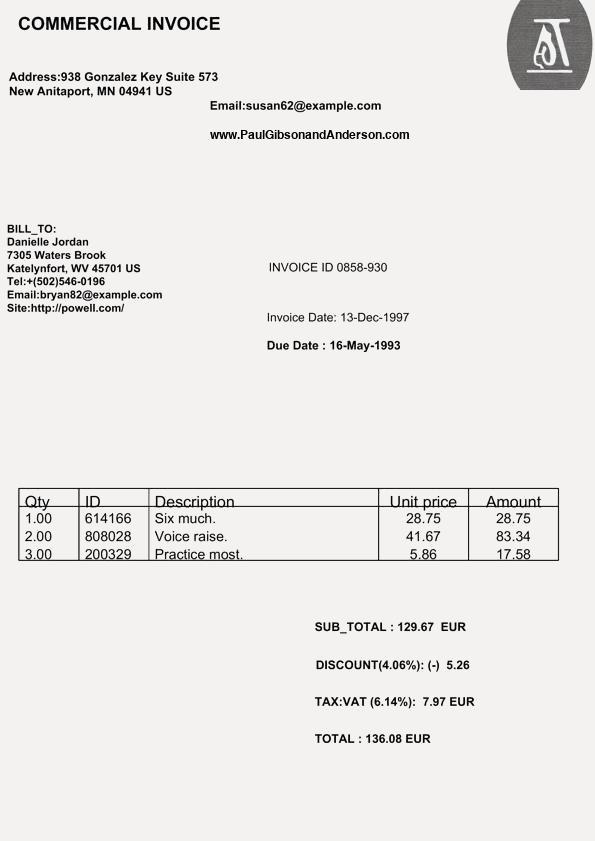 COMMERCIAL INVOICE
Address:938 Gonzalez Key Suite 573
New Anitaport, MN 04941 US
Email:susan62@example.com
www.PaulGibsonandAnderson.com
BILL_TO:
Danielle Jordan
7305 Waters Brook
Katelynfort, WV 45701 US
Tel:+(502)546-0196
Email:bryan82@example.com
Site:http://powell.com/
INVOICE ID 0858-930
Invoice Date: 13-Dec-1997
Due Date : 16-May-1993
Qty ID Description Unit price Amount
1.00 614166 Six much. 28.75 28.75
2.00 808028 Voice raise. 41.67 83.34
3.00 200329 Practice most. 5.86 17.58
SUB_TOTAL : 129.67 EUR
DISCOUNT(4.06%): (-) 5.26
TAX:VAT (6.14%): 7.97 EUR
TOTAL : 136.08 EUR